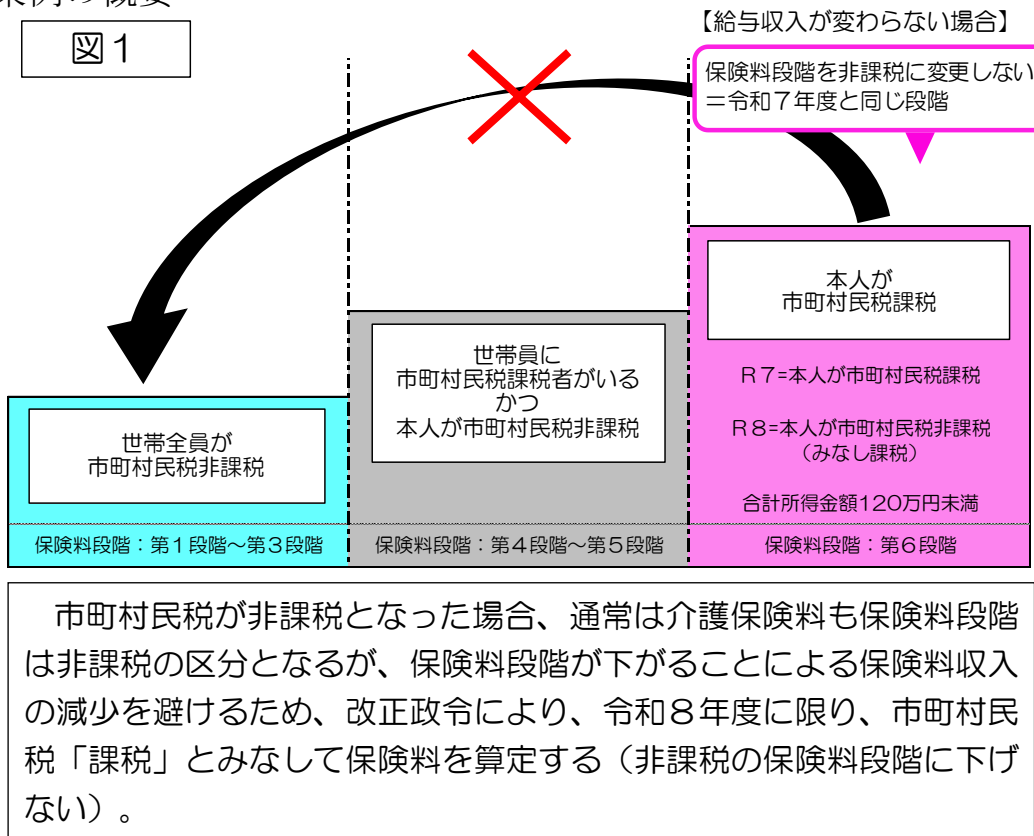 案例の概要
図1
【給与収入が変わらない場合】
保険料段階を非課税に変更しない
＝令和7年度と同じ段階
本人が
市町村民税課税
世帯員に
市町村民税課税者がいる
かつ
本人が市町村民税非課税
R7=本人が市町村民税課税
R8=本人が市町村民税非課税
（みなし課税）
世帯全員が
市町村民税非課税
合計所得金額120万円未満
保険料段階：第1段階～第3段階
保険料段階：第4段階～第5段階
保険料段階：第6段階
市町村民税が非課税となった場合、通常は介護保険料も保険料段階
は非課税の区分となるが、保険料段階が下がることによる保険料収入
の減少を避けるため、改正政令により、令和8年度に限り、市町村民
税「課税」とみなして保険料を算定する（非課税の保険料段階に下げ
ない）。